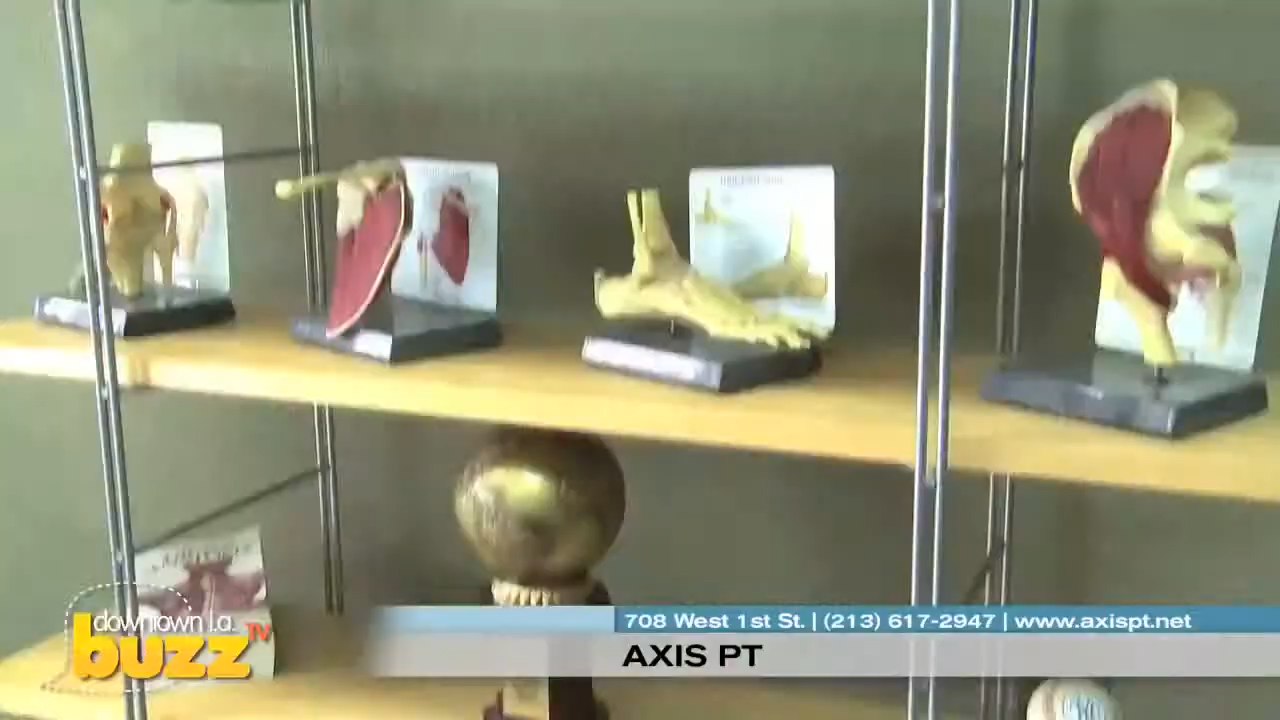 downtown l.a.
buzz TV
708 West 1st St. | (213) 617-2947 | www.axispt.net
AXIS PT